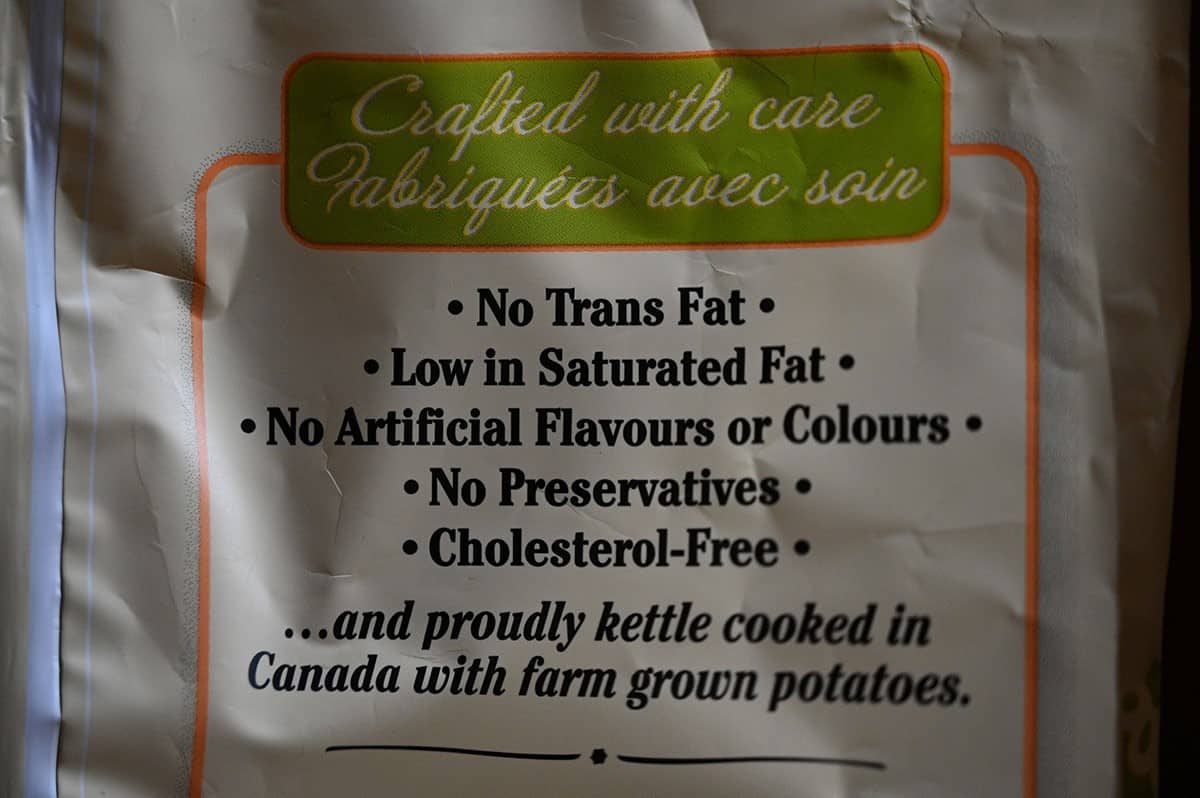 Crafted with care
Fabriquées avec soin
• No Trans Fat •
• Low in Saturated Fat •
• No Artificial Flavours or Colours •
• No Preservatives •
• Cholesterol-Free •
...and proudly kettle cooked in
Canada with farm grown potatoes.